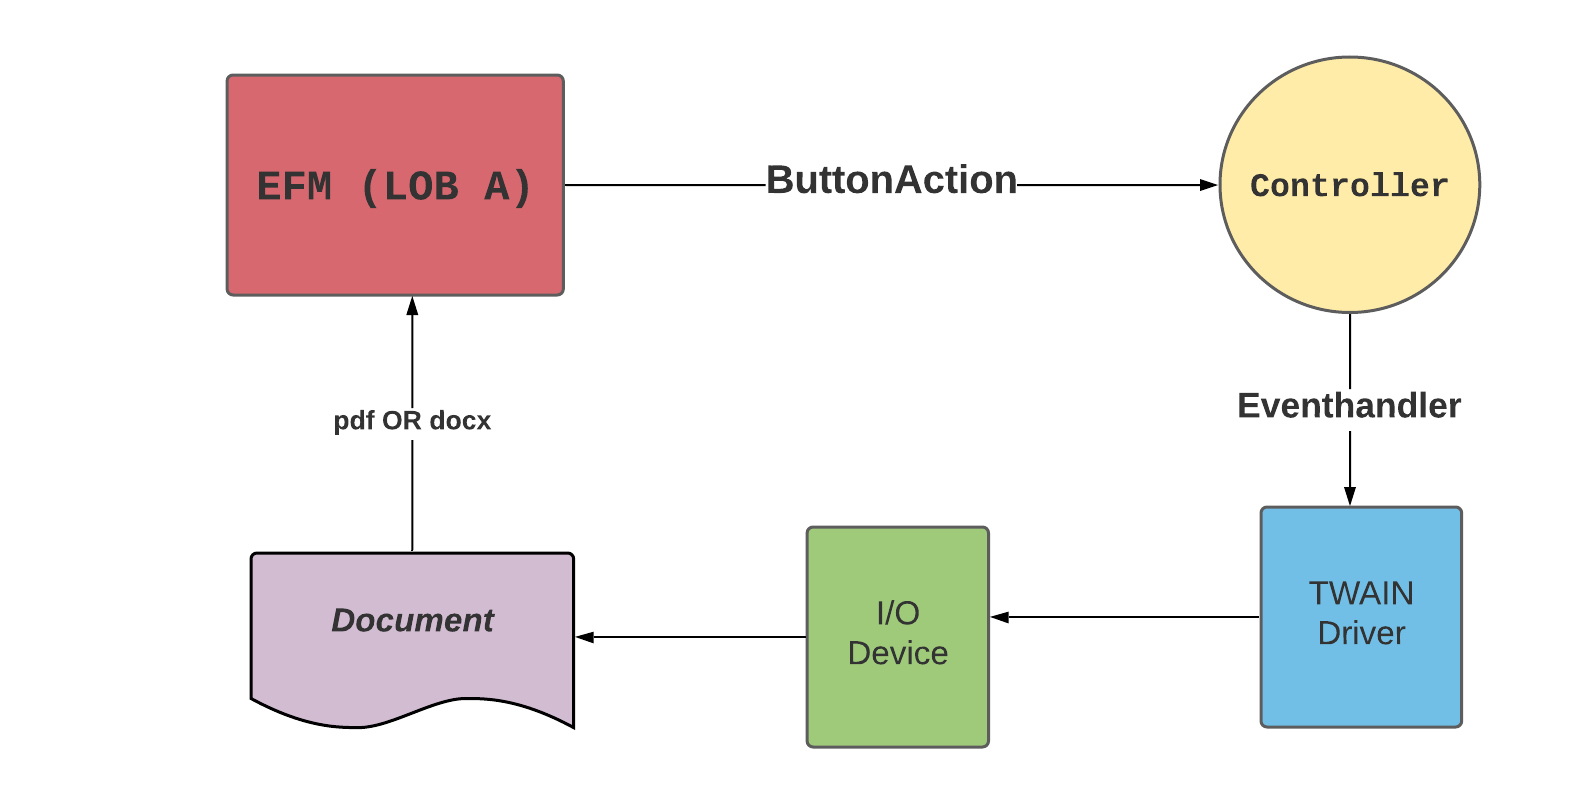 EFM (LOB A)
ButtonAction
Controller
Eventhandler
pdf OR docx
TWAIN
Driver
I/O
Device
Document